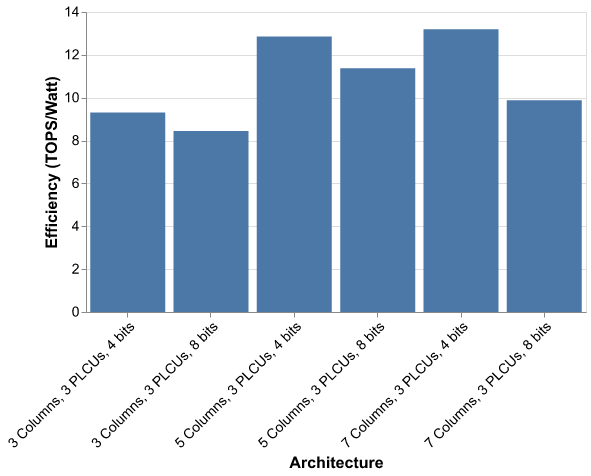 14
12
10
8
6
4
2
0
Efficiency (TOPS/Watt)
3 Columns, 3 PLCUs, 4 bits
3 Columns, 3 PLCUs, 8 bits
5 Columns, 3 PLCUs, 4 bits
5 Columns, 3 PLCUs, 8 bits
7 Columns, 3 PLCUs, 4 bits
7 Columns, 3 PLCUs, 8 bits
Architecture